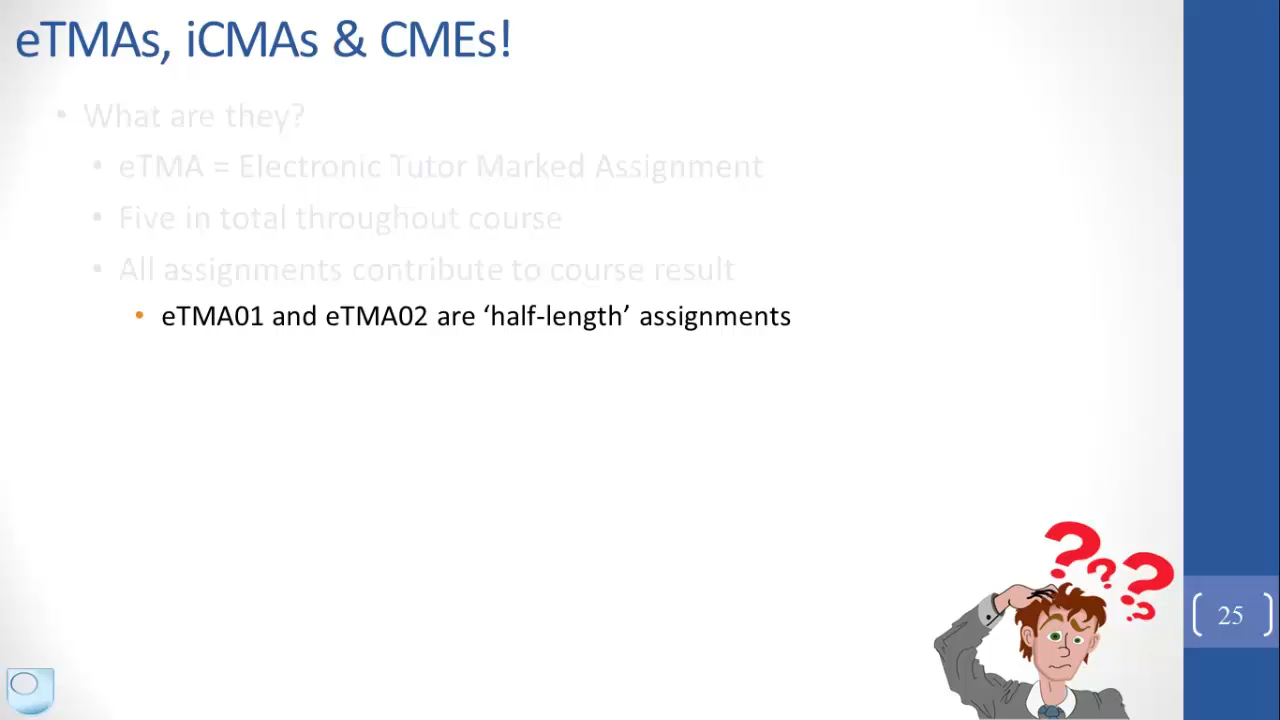 eTMAs, iCMAs & CMEs!
• What are they?
• eTMA = Electronic Tutor Marked Assignment
• Five in total throughout course
• All assignments contribute to course result
• eTMA01 and eTMA02 are ‘half-length’ assignments
? ? ? ?
25